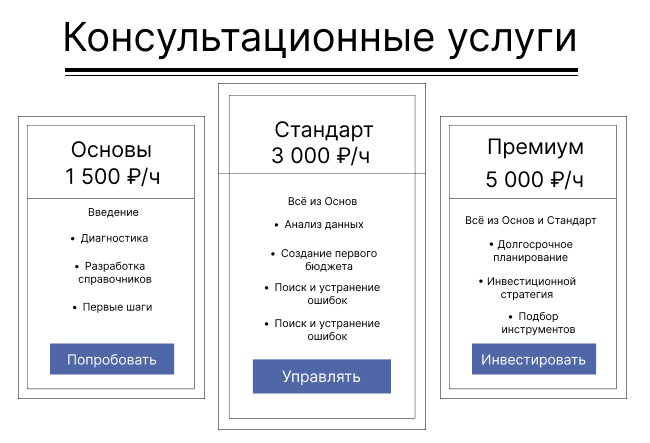 Консультационные услуги
Основы
1 500 ₽/ч
Введение
• Диагностика
• Разработка
справочников
• Первые шаги
Попробовать
Стандарт
3 000 ₽/ч
Всё из Основ
• Анализ данных
• Создание первого
бюджета
• Поиск и устранение
ошибок
• Поиск и устранение
ошибок
Управлять
Премиум
5 000 ₽/ч
Всё из Основ и Стандарт
• Долгосрочное
планирование
• Инвестиционной
стратегия
• Подбор
инструментов
Инвестировать